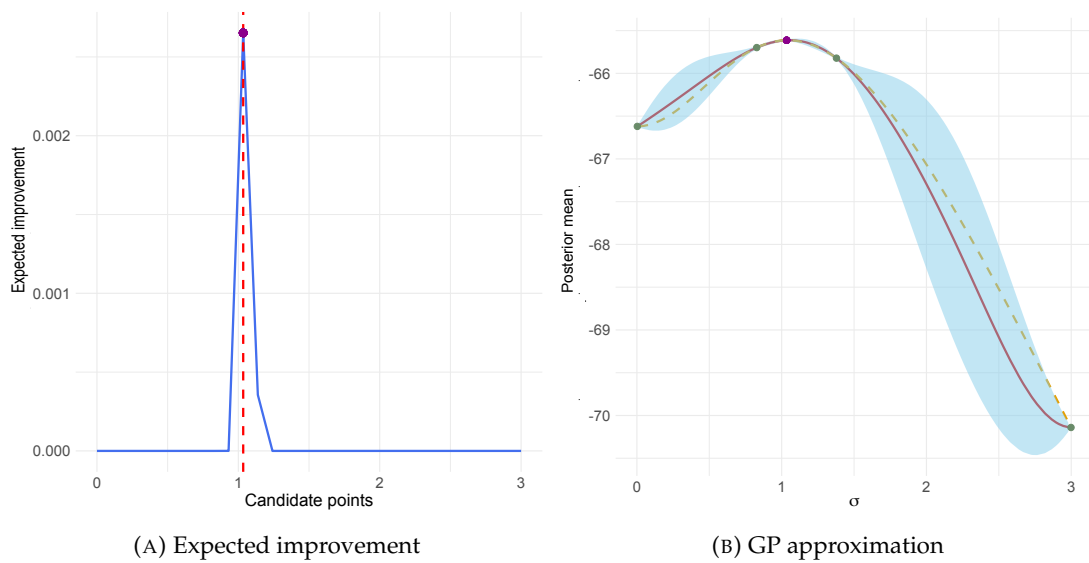 Expected improvement
0.002
0.001
0.000
0
1
2
3
Candidate points
(A) Expected improvement
Posterior mean
-66
-67
-68
-69
-70
0
1
2
3
σ
(B) GP approximation